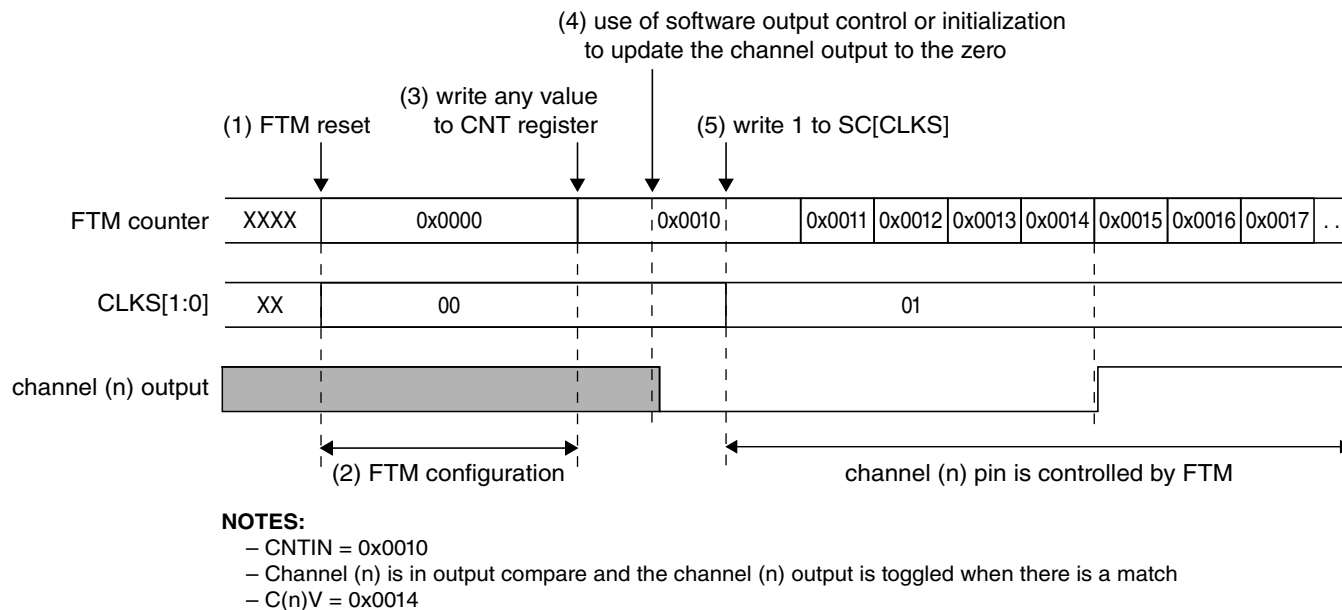 (4) use of software output control or initialization
to update the channel output to the zero
(3) write any value
to CNT register
(1) FTM reset
(5) write 1 to SC[CLKS]
FTM counter XXXX 0x0000 0x0010 0x0011 0x0012 0x0013 0x0014 0x0015 0x0016 0x0017 . .
CLKS[1:0] XX 00 01
channel (n) output
(2) FTM configuration
channel (n) pin is controlled by FTM
NOTES:
– CNTIN = 0x0010
– Channel (n) is in output compare and the channel (n) output is toggled when there is a match
– C(n)V = 0x0014